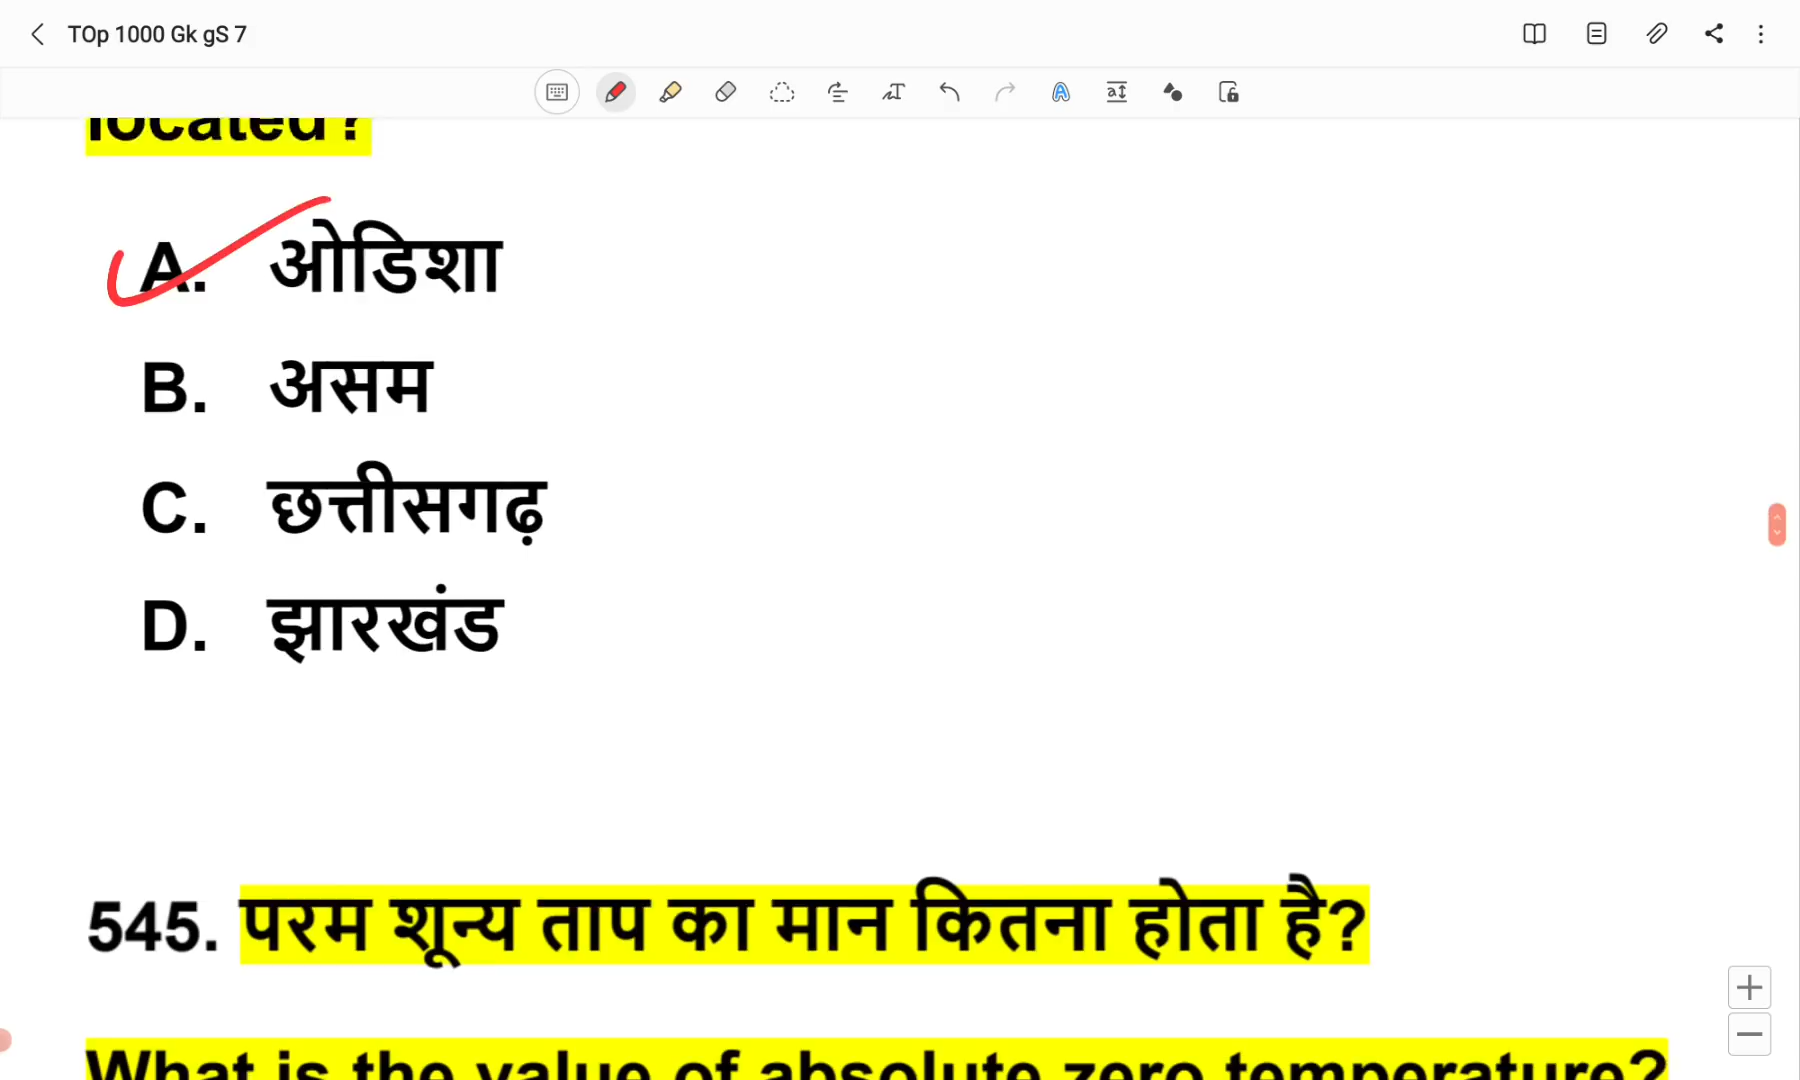 TOp 1000 Gk gS 7
located?
A. ओडिशा
B. असम
C. छत्तीसगढ़
D. झारखंड
545. परम शून्य ताप का मान कितना होता है?
What is the value of absolute zero temperature?